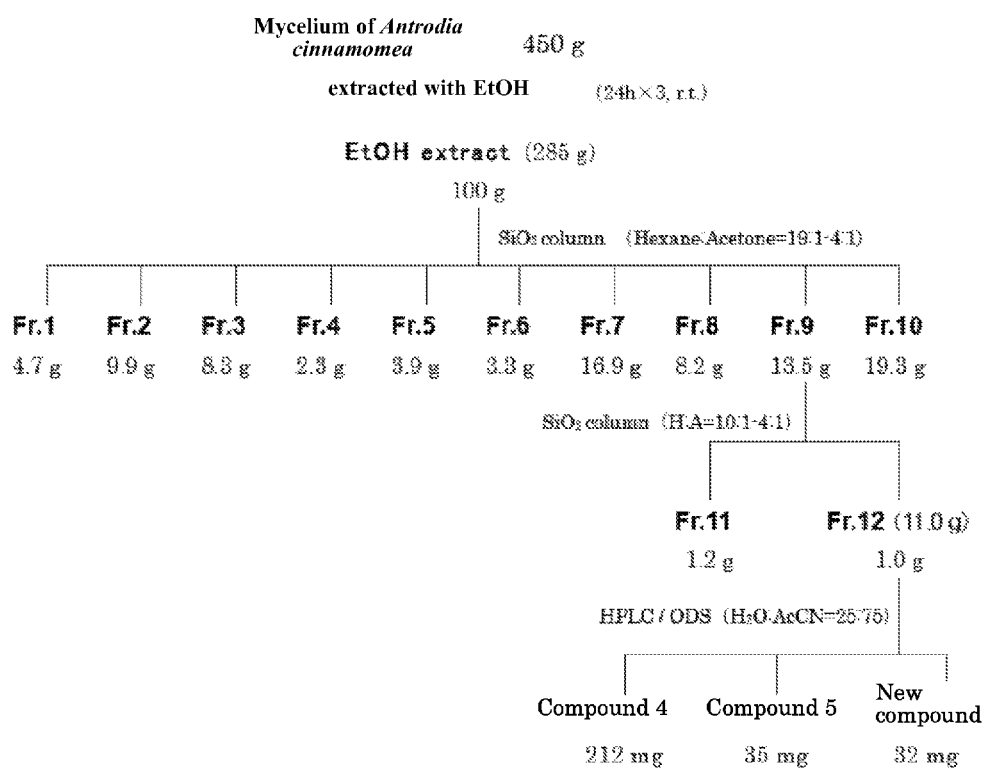 Mycelium of Antrodia
cinnamomea 450 g
extracted with EtOH (24h×3, r.t.)
EtOH extract (285 g)
100 g
SiO₂ column (Hexane:Acetone=19:1-4:1)
Fr.1 Fr.2 Fr.3 Fr.4 Fr.5 Fr.6 Fr.7 Fr.8 Fr.9 Fr.10
4.7 g 9.9 g 8.3 g 2.3 g 3.9 g 3.3 g 16.9 g 8.2 g 13.5 g 19.3 g
SiO₂ column (H:A=10:1-4:1)
Fr.11 Fr.12 (11.0 g)
1.2 g 1.0 g
HPLC / ODS (H₂O:AcCN=25:75)
Compound 4 Compound 5 New
compound
212 mg 35 mg 32 mg